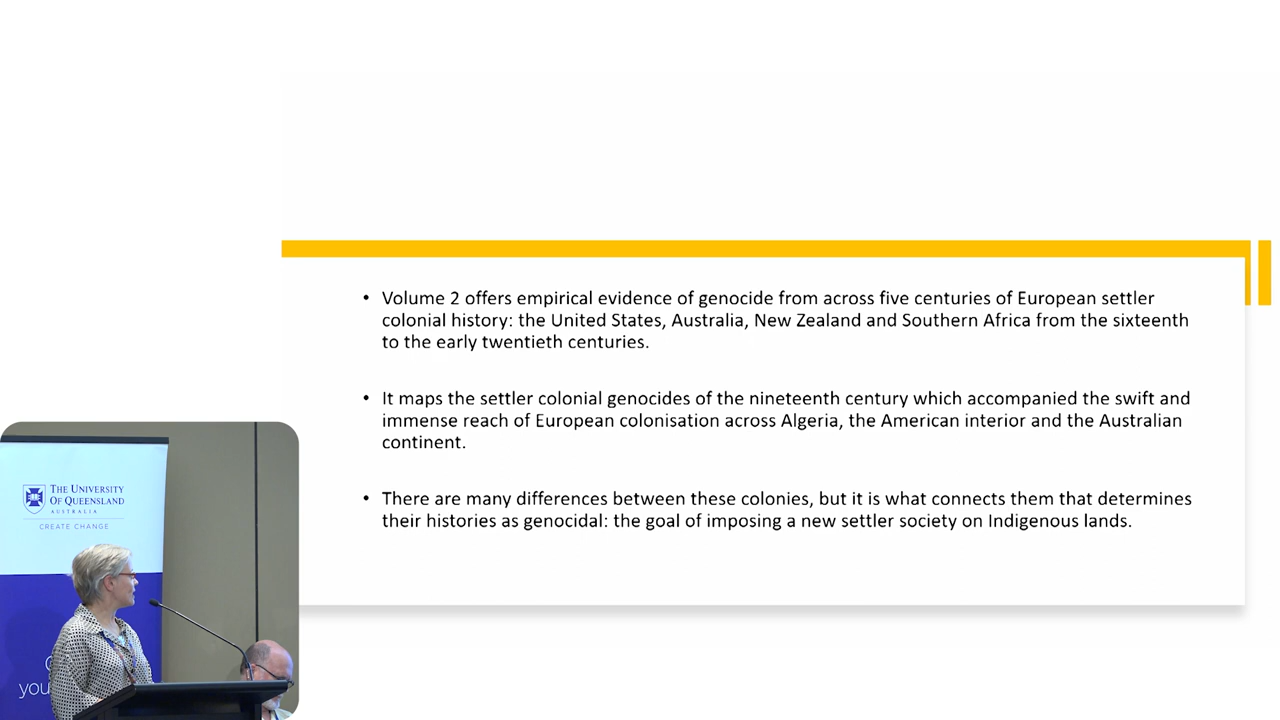 • Volume 2 offers empirical evidence of genocide from across five centuries of European settler
colonial history: the United States, Australia, New Zealand and Southern Africa from the sixteenth
to the early twentieth centuries.
• It maps the settler colonial genocides of the nineteenth century which accompanied the swift and
immense reach of European colonisation across Algeria, the American interior and the Australian
continent.
• There are many differences between these colonies, but it is what connects them that determines
their histories as genocidal: the goal of imposing a new settler society on Indigenous lands.
THE UNIVERSITY
OF QUEENSLAND
AUSTRALIA
CREATE CHANGE